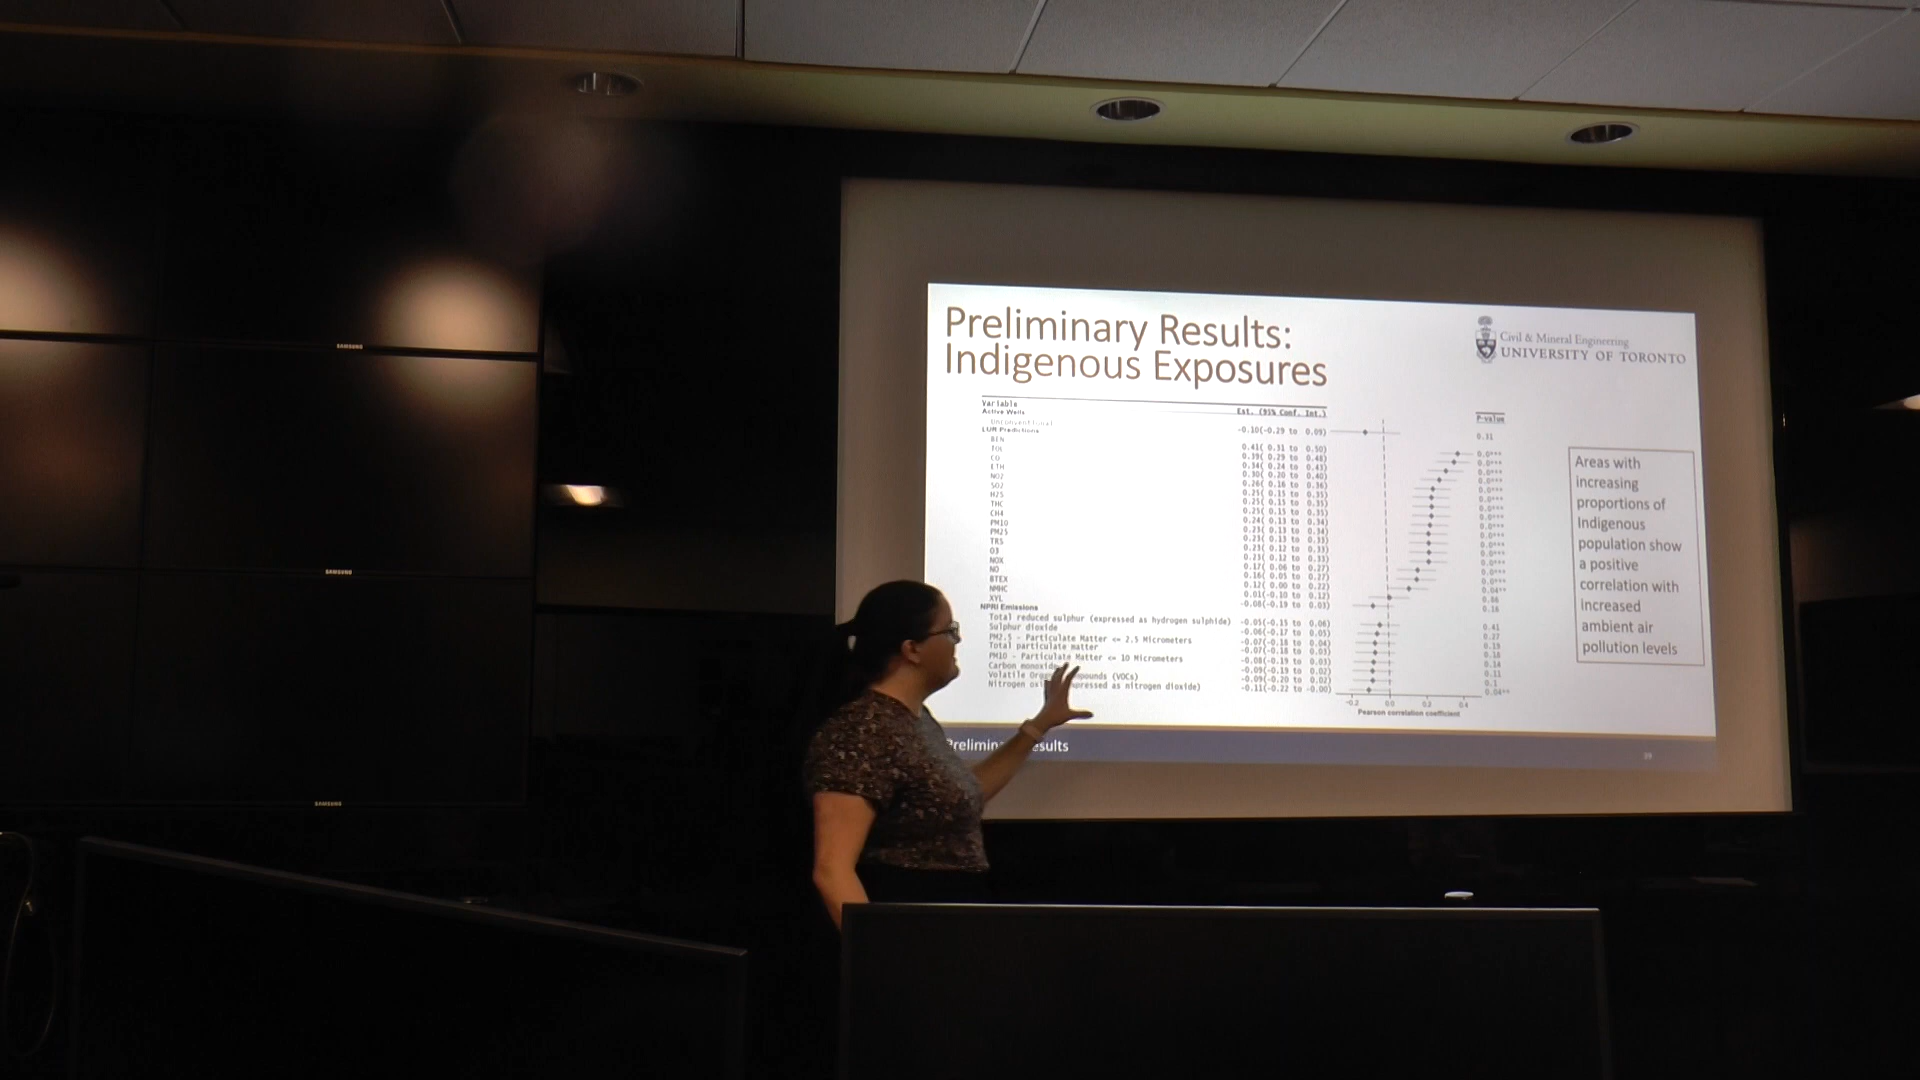 Preliminary Results:
Indigenous Exposures
Civil & Mineral Engineering
UNIVERSITY OF TORONTO
Variable Est. (95% Conf. Int.) P-value
Active Wells
Unconventional -0.10(-0.29 to 0.09) 0.31
LUR Predictions
BEN 0.41( 0.31 to 0.50) 0.0***
TOL 0.39( 0.29 to 0.48) 0.0***
CO 0.34( 0.24 to 0.43) 0.0***
ETH 0.30( 0.20 to 0.40) 0.0***
NO2 0.26( 0.16 to 0.36) 0.0***
SO2 0.25( 0.15 to 0.35) 0.0***
H2S 0.25( 0.15 to 0.35) 0.0***
THC 0.25( 0.15 to 0.35) 0.0***
CH4 0.24( 0.13 to 0.34) 0.0***
PM10 0.23( 0.13 to 0.34) 0.0***
PM25 0.23( 0.13 to 0.33) 0.0***
TRS 0.23( 0.12 to 0.33) 0.0***
O3 0.23( 0.12 to 0.33) 0.0***
NOX 0.17( 0.06 to 0.27) 0.0***
NO 0.16( 0.05 to 0.27) 0.0***
BTEX 0.12( 0.00 to 0.22) 0.04**
NMHC 0.01(-0.10 to 0.12) 0.86
XYL -0.08(-0.19 to 0.03) 0.16
NPRI Emissions
Total reduced sulphur (expressed as hydrogen sulphide) -0.05(-0.15 to 0.06) 0.41
Sulphur dioxide -0.06(-0.17 to 0.05) 0.27
PM2.5 - Particulate Matter <= 2.5 Micrometers -0.07(-0.18 to 0.04) 0.19
Total particulate matter -0.07(-0.18 to 0.03) 0.18
PM10 - Particulate Matter <= 10 Micrometers -0.08(-0.19 to 0.03) 0.14
Carbon monoxide -0.09(-0.19 to 0.02) 0.11
Volatile (VOCs) -0.09(-0.20 to 0.02) 0.1
Nitrogen as nitrogen dioxide) -0.11(-0.22 to -0.00) 0.04**
-0.2 0.0 0.2 0.4
Pearson correlation coefficient
Areas with
increasing
proportions of
Indigenous
population show
a positive
correlation with
increased
ambient air
pollution levels
SAMSUNG
SAMSUNG
SAMSUNG